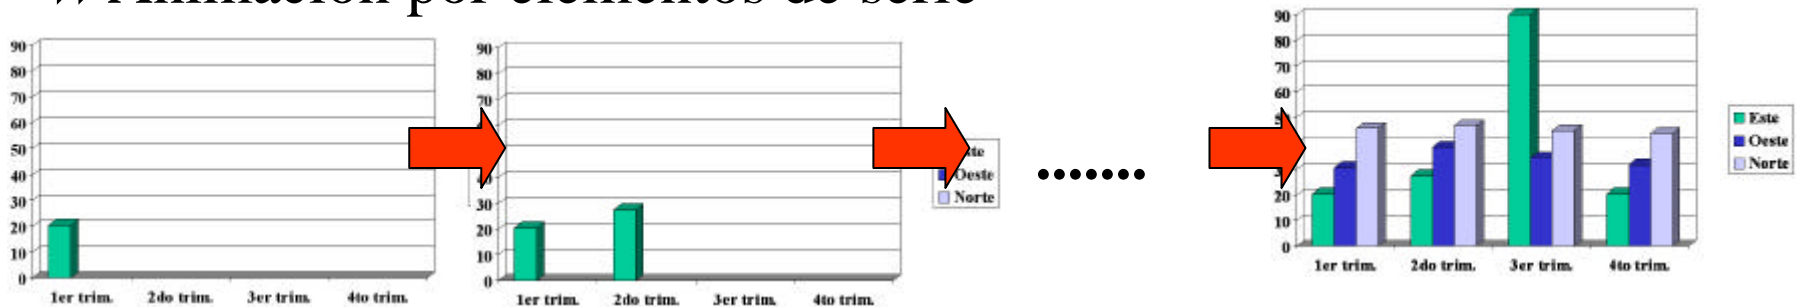 Animación por elementos de serie
90
80
70
60
50
40
30
20
10
0
1er trim.
2do trim.
3er trim.
4to trim.
90
80
70
40
30
20
10
0
1er trim.
2do trim.
3er trim.
4to trim.
Oeste
Norte
.......
90
80
70
60
20
10
0
1er trim.
2do trim.
3er trim.
4to trim.
Este
Oeste
Norte